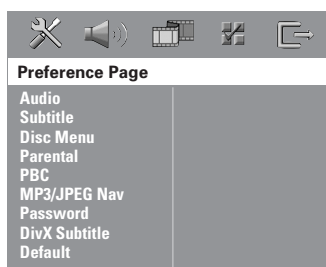 Preference Page
Audio
Subtitle
Disc Menu
Parental
PBC
MP3/JPEG Nav
Password
DivX Subtitle
Default